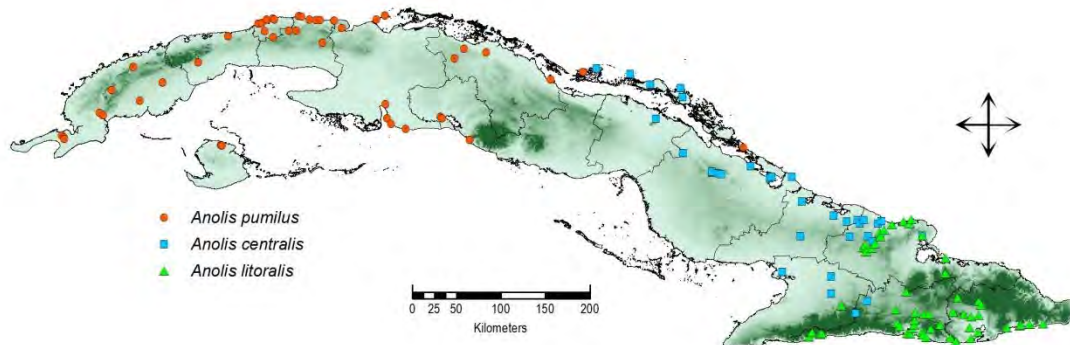 Anolis pumilus
Anolis centralis
Anolis litoralis
0 25 50 100 150 200
Kilometers